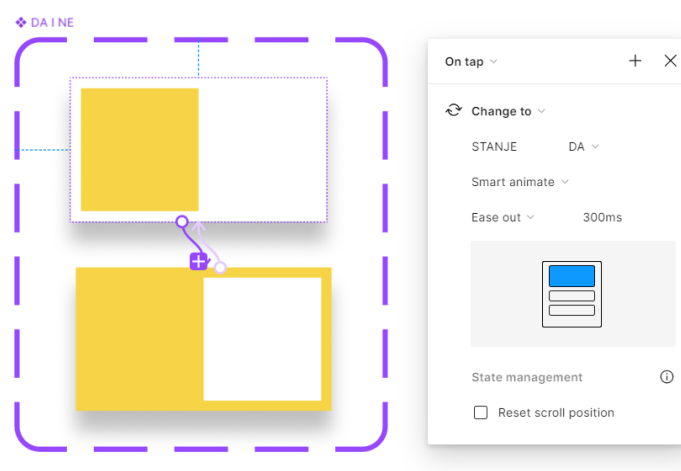 DA I NE
On tap
Change to
STANJE DA
Smart animate
Ease out 300ms
State management
Reset scroll position